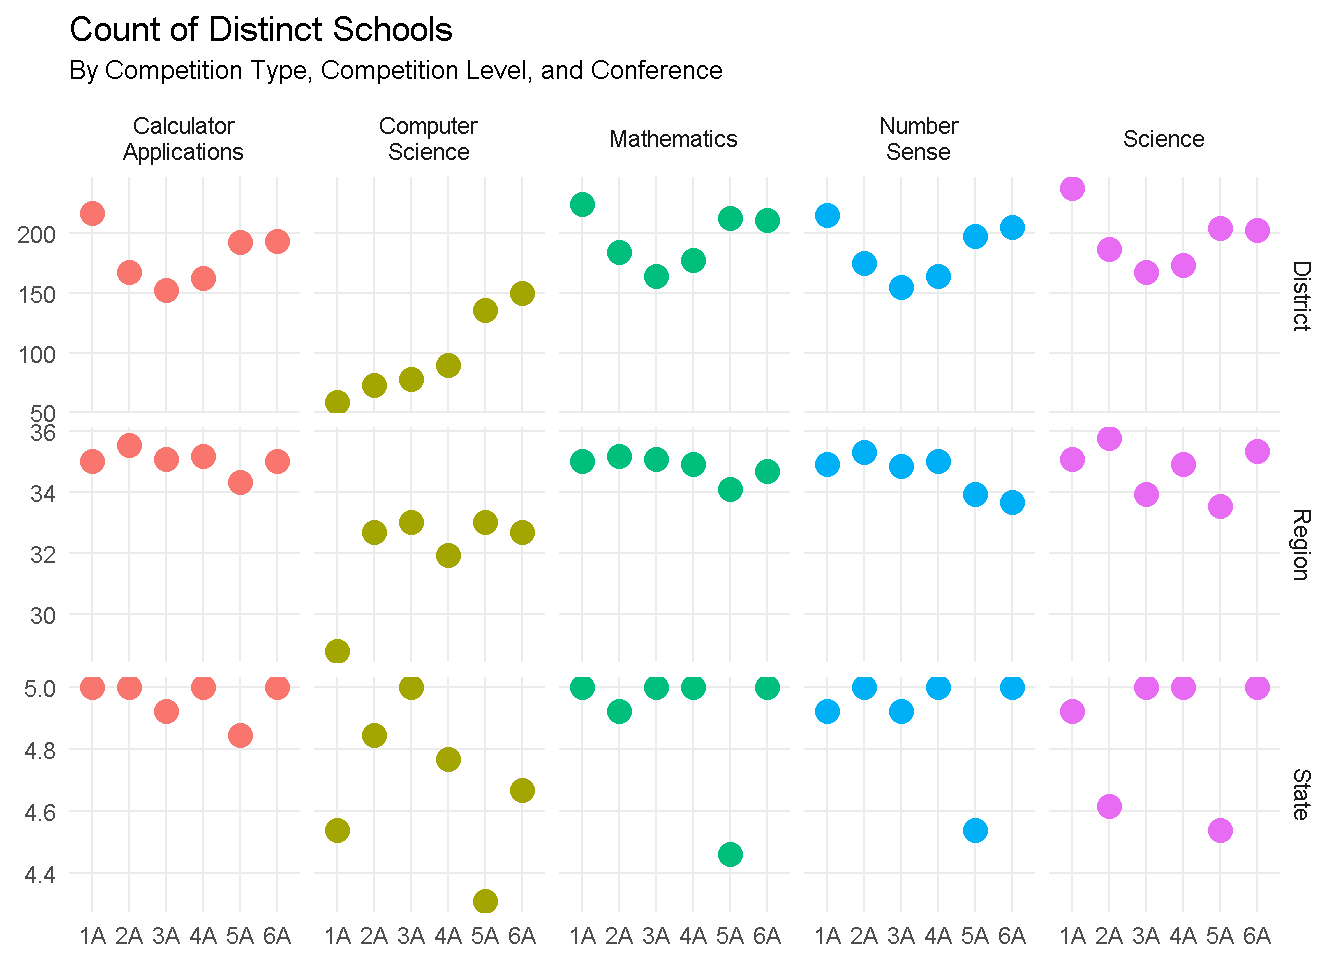 Count of Distinct Schools
By Competition Type, Competition Level, and Conference
Calculator
Applications
Computer
Science
Mathematics
Number
Sense
Science
200
150
100
50
District
36
34
32
30
Region
5.0
4.8
4.6
4.4
State
1A 2A 3A 4A 5A 6A 1A 2A 3A 4A 5A 6A 1A 2A 3A 4A 5A 6A 1A 2A 3A 4A 5A 6A 1A 2A 3A 4A 5A 6A